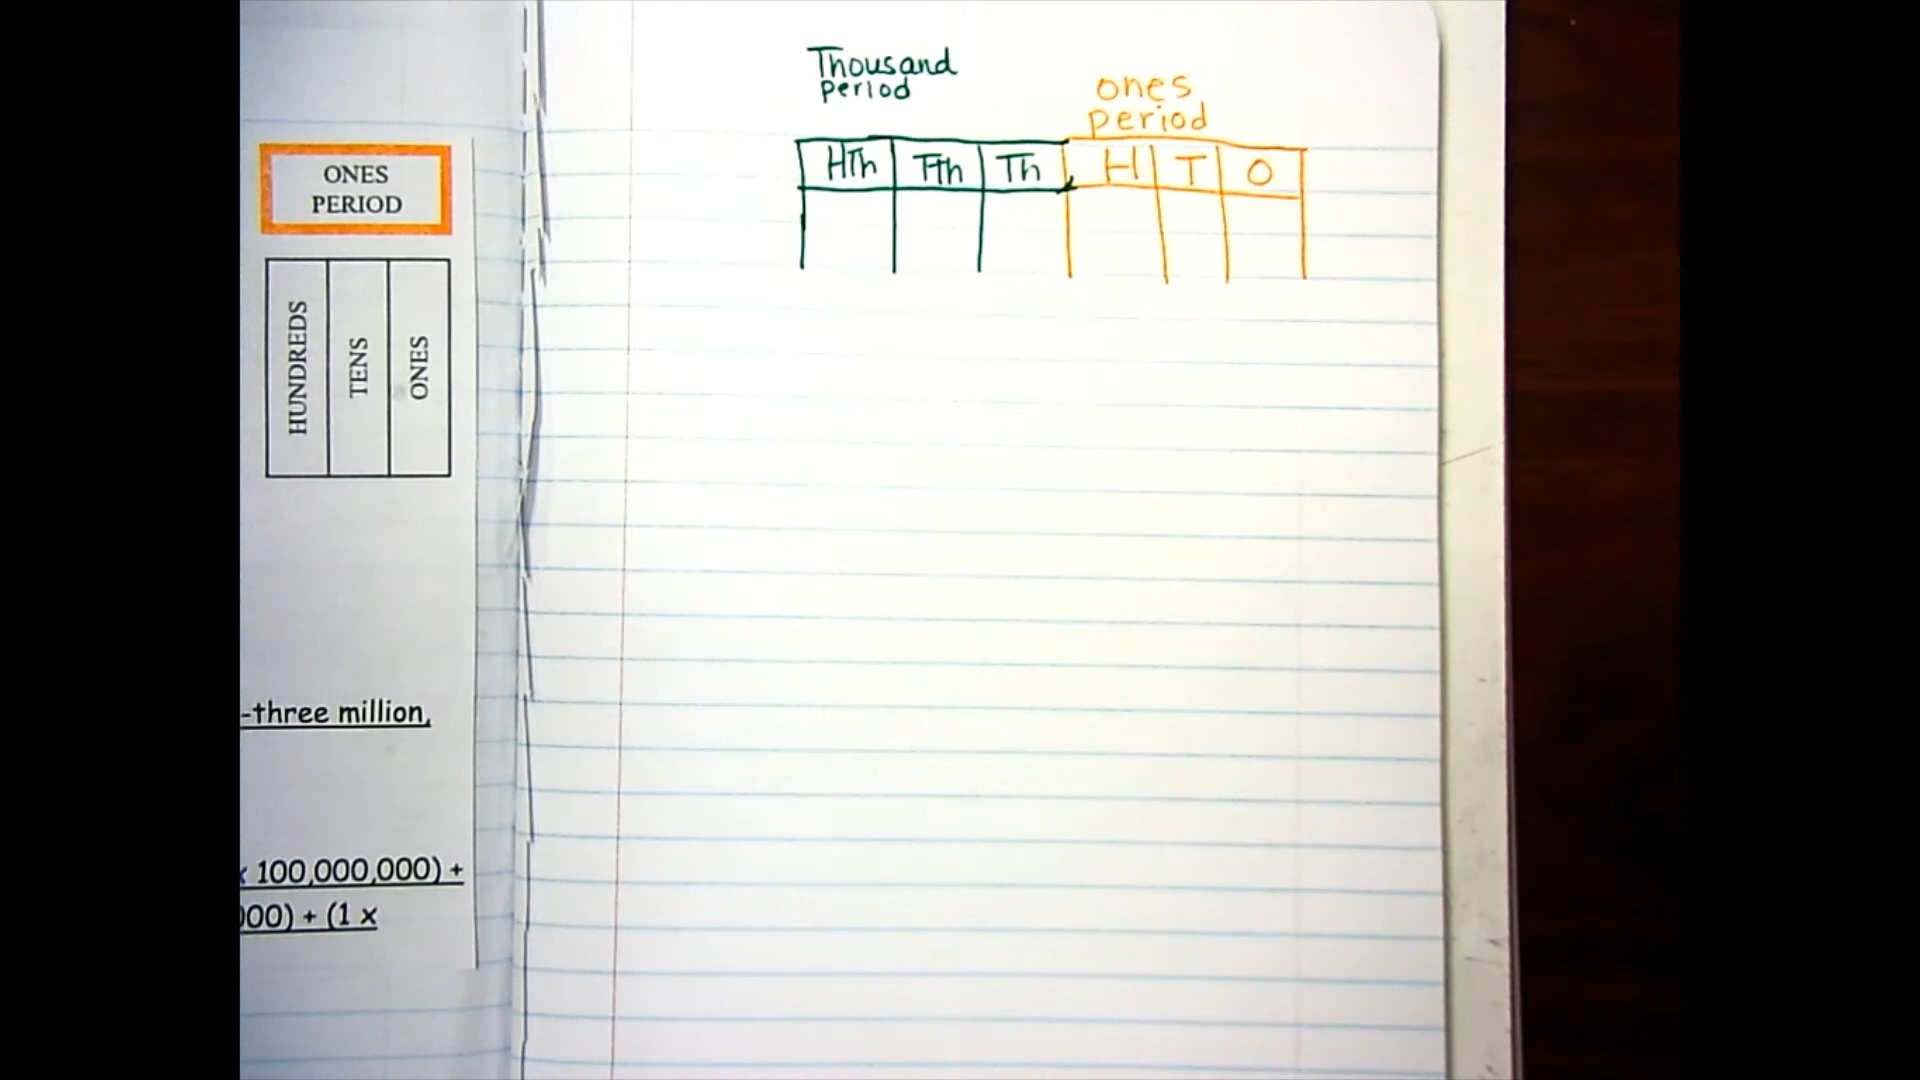 ONES
PERIOD
HUNDREDS
TENS
ONES
-three million,
x 100,000,000) +
000) + (1 x
Thousand
period
ones
period
HTh TTh Th H T O